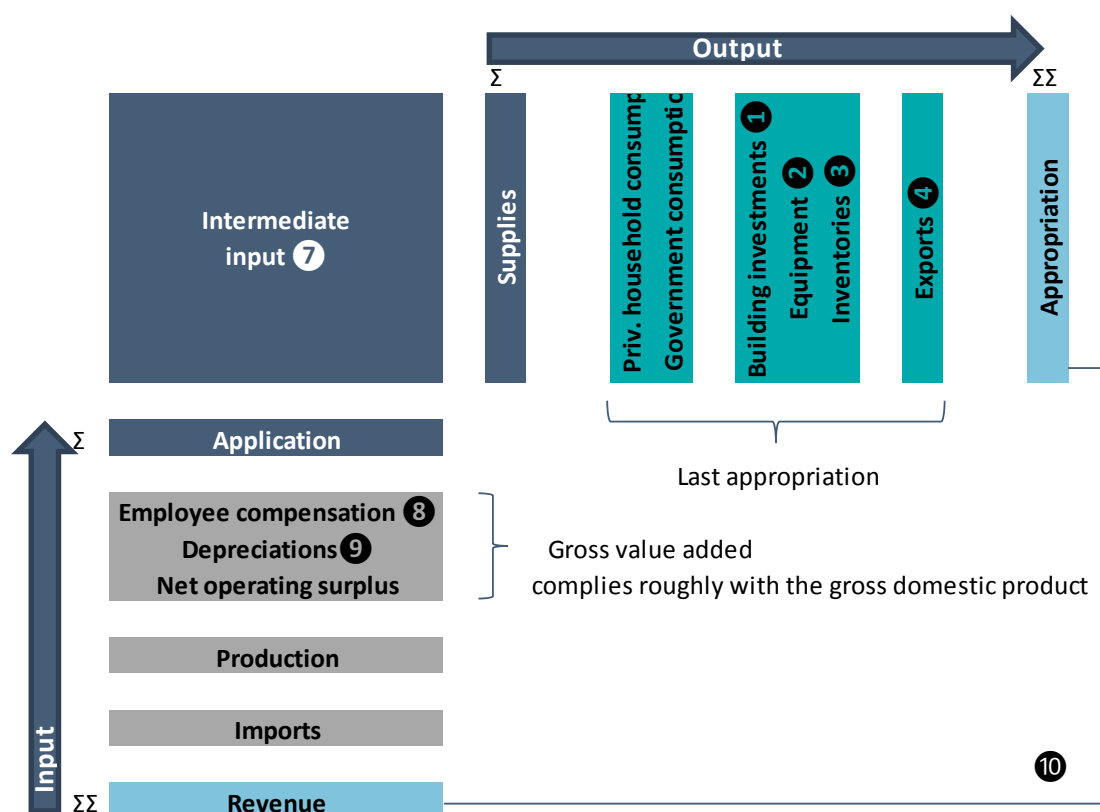 Output
Σ
ΣΣ
Intermediate
input 7
Supplies
Priv. household consump
Government consumptic
Building investments 1
Equipment 2
Inventories 3
Exports 4
Appropriation
Last appropriation
Input
Σ
Application
Employee compensation 8
Depreciations 9
Net operating surplus
Gross value added
complies roughly with the gross domestic product
Production
Imports
10
ΣΣ
Revenue